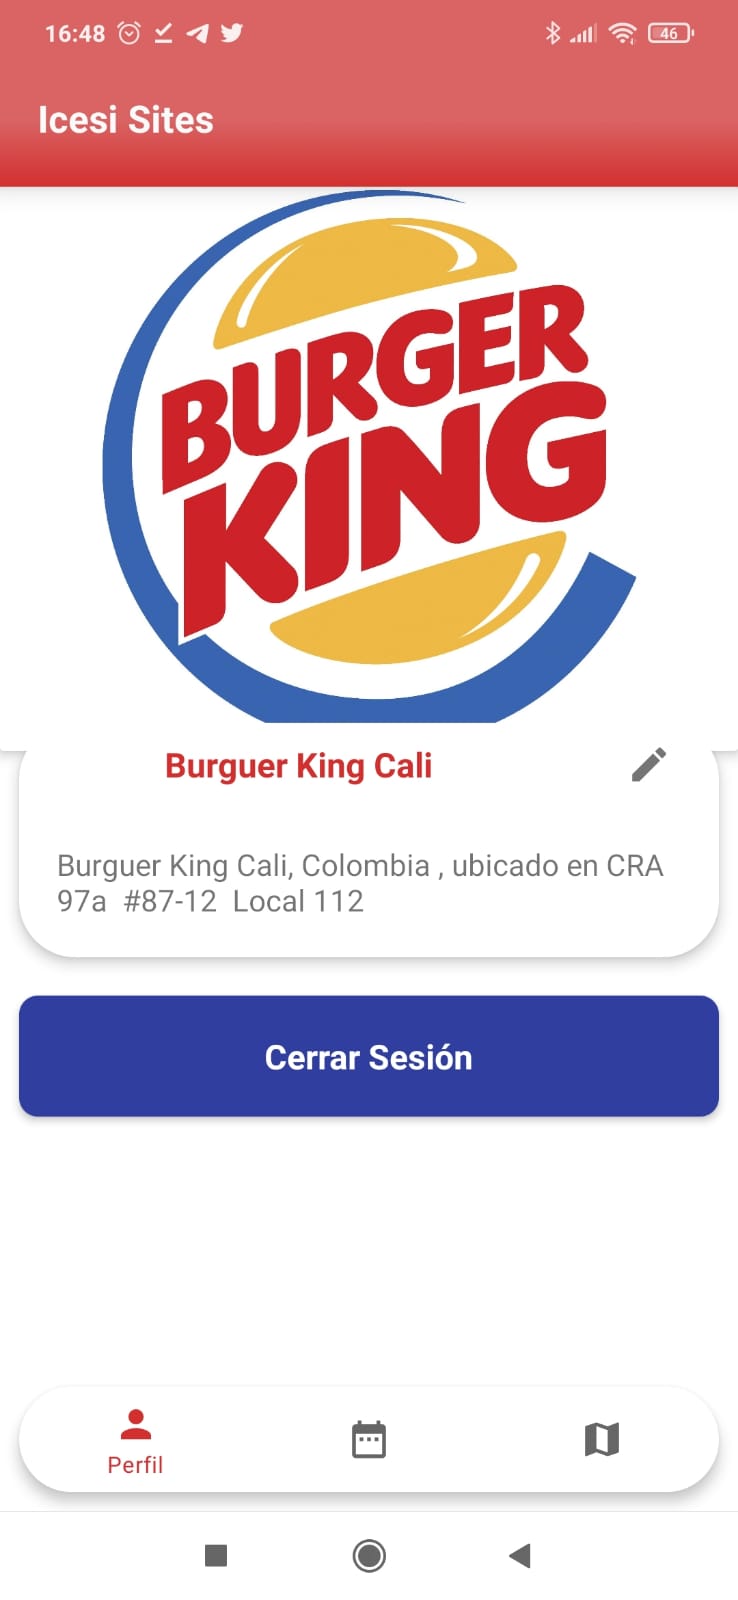 16:48
46
Icesi Sites
BURGER
KING
Burguer King Cali
Burguer King Cali, Colombia , ubicado en CRA
97a  #87-12  Local 112
Cerrar Sesión
Perfil